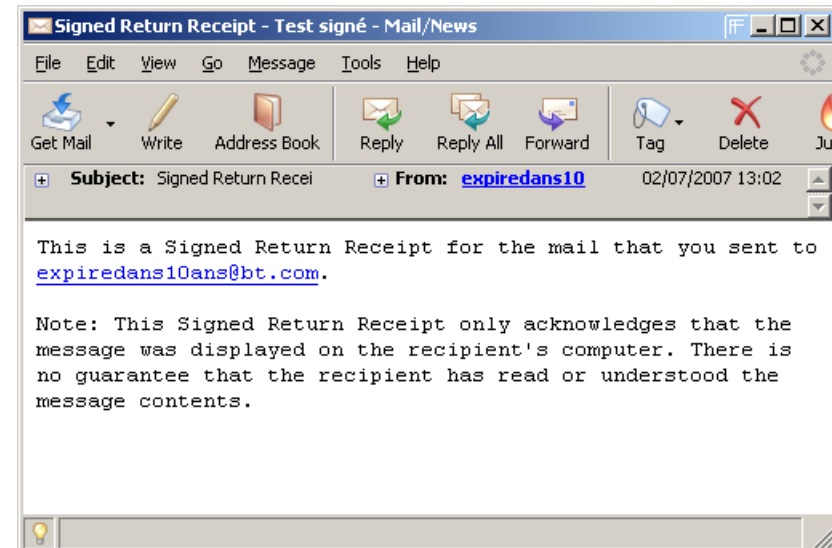 Signed Return Receipt - Test signé - Mail/News
File Edit View Go Message Tools Help
Get Mail Write Address Book Reply Reply All Forward Tag Delete Ju
Subject: Signed Return Recei From: expiredans10 02/07/2007 13:02
This is a Signed Return Receipt for the mail that you sent to
expiredans10ans@bt.com.
Note: This Signed Return Receipt only acknowledges that the
message was displayed on the recipient's computer. There is
no guarantee that the recipient has read or understood the
message contents.